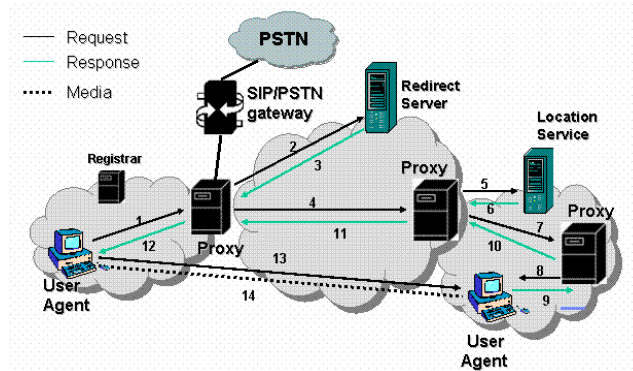 Request
Response
Media
PSTN
SIP/PSTN
gateway
Redirect
Server
Location
Service
Registrar
Proxy
Proxy
Proxy
User
Agent
User
Agent
1
2
3
4
5
6
7
8
9
10
11
12
13
14